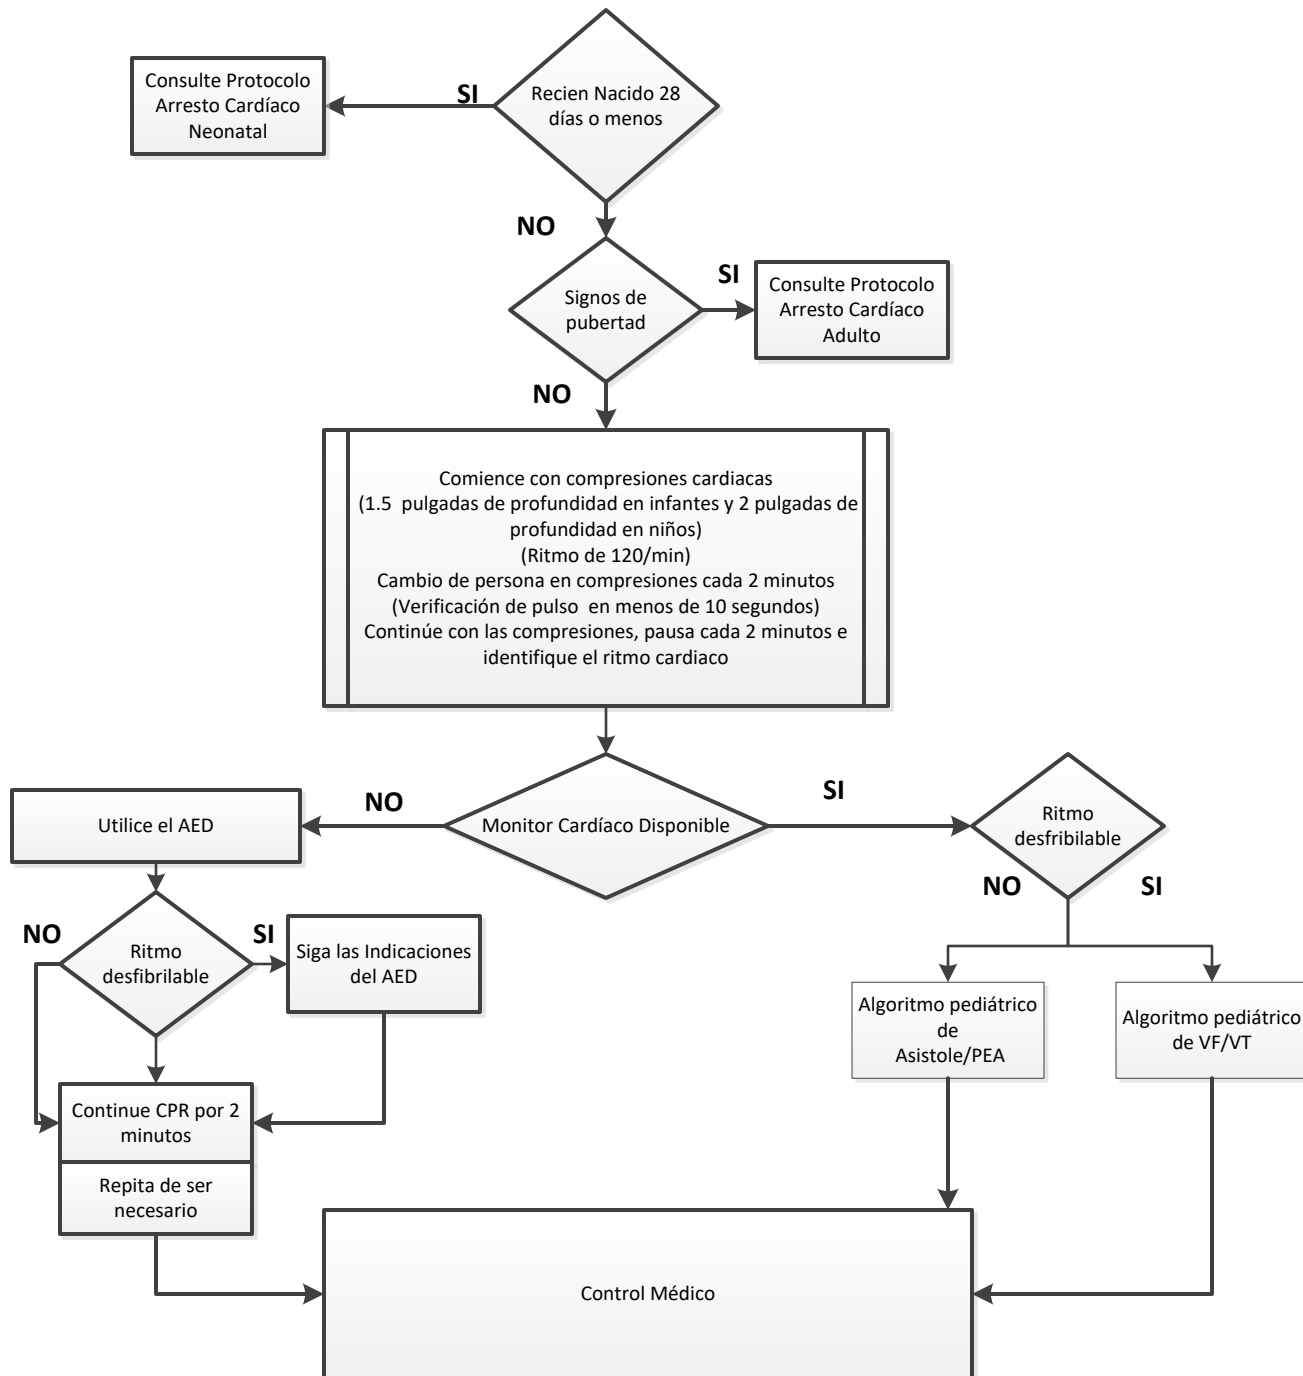 Recien Nacido 28
días o menos
SI
Consulte Protocolo
Arresto Cardíaco
Neonatal
NO
Signos de
pubertad
SI
Consulte Protocolo
Arresto Cardíaco
Adulto
NO
Comience con compresiones cardiacas
(1.5 pulgadas de profundidad en infantes y 2 pulgadas de
profundidad en niños)
(Ritmo de 120/min)
Cambio de persona en compresiones cada 2 minutos
(Verificación de pulso en menos de 10 segundos)
Continúe con las compresiones, pausa cada 2 minutos e
identifique el ritmo cardiaco
Monitor Cardíaco Disponible
NO
Utilice el AED
SI
Ritmo
desfribilable
NO
SI
Ritmo
desfibrilable
NO
SI
Siga las Indicaciones
del AED
Algoritmo pediátrico
de
Asistole/PEA
Algoritmo pediátrico
de VF/VT
Continue CPR por 2
minutos
Repita de ser
necesario
Control Médico